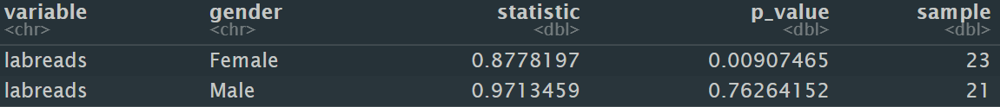 variable gender statistic p_value sample
<chr> <chr> <dbl> <dbl> <dbl>
labreads Female 0.8778197 0.00907465 23
labreads Male 0.9713459 0.76264152 21